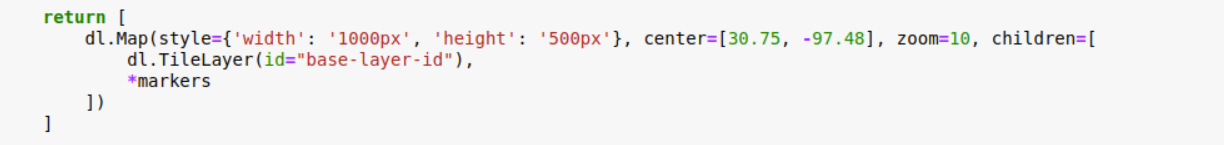 return [
    dl.Map(style={'width': '1000px', 'height': '500px'}, center=[30.75, -97.48], zoom=10, children=[
        dl.TileLayer(id="base-layer-id"),
        *markers
    ])
]